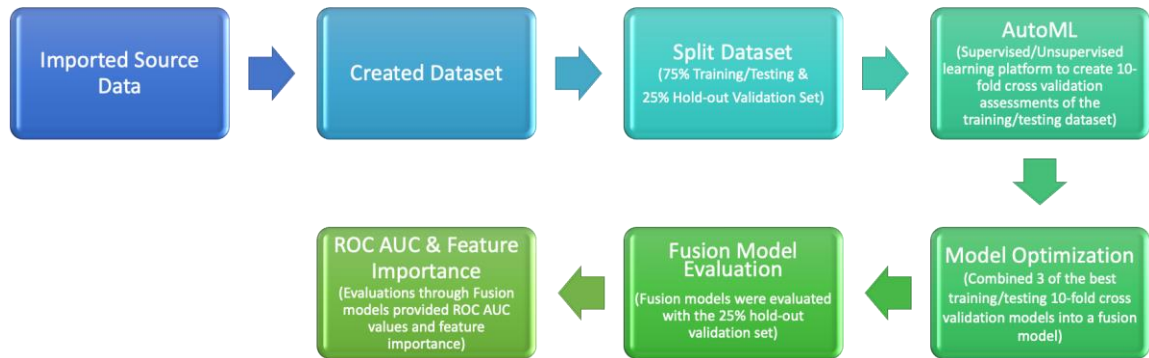 Imported Source
Data
Created Dataset
Split Dataset
(75% Training/Testing &
25% Hold-out Validation Set)
AutoML
(Supervised/Unsupervised
learning platform to create 10-
fold cross validation
assessments of the
training/testing dataset)
Model Optimization
(Combined 3 of the best
training/testing 10-fold cross
validation models into a fusion
model)
Fusion Model
Evaluation
(Fusion models were evaluated
with the 25% hold-out
validation set)
ROC AUC & Feature
Importance
(Evaluations through Fusion
models provided ROC AUC
values and feature
importance)